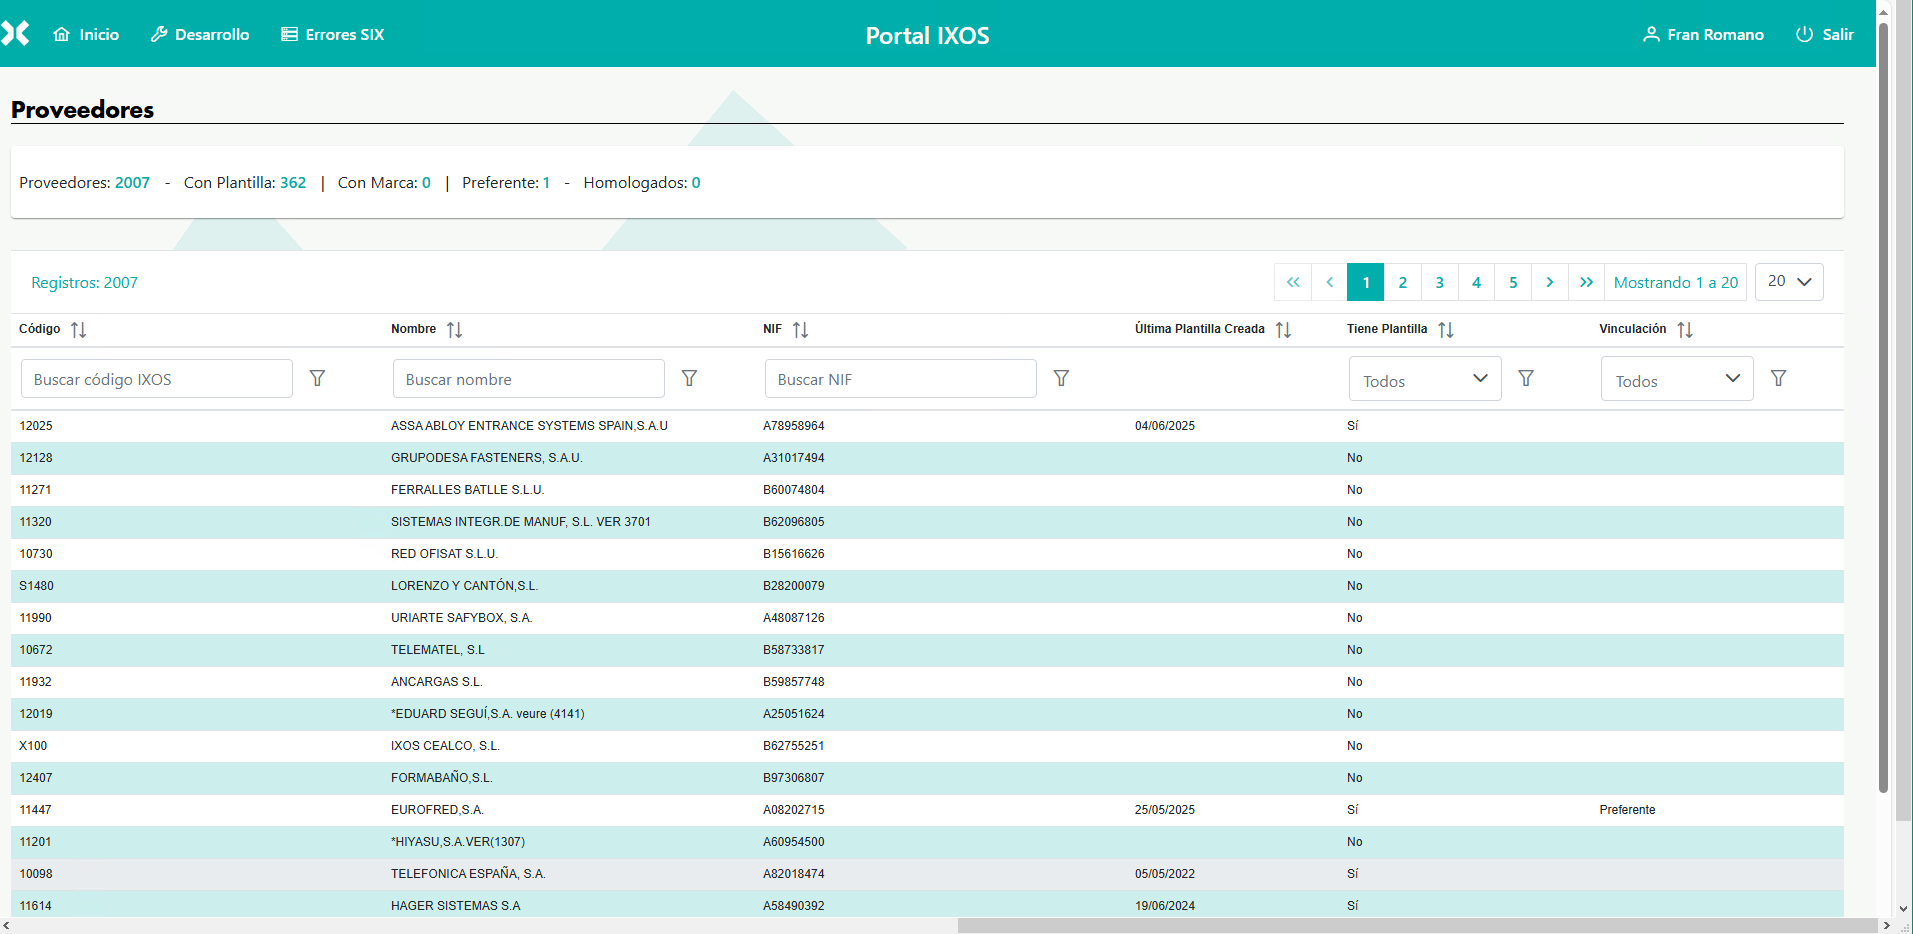 Inicio Desarrollo Errores SIX Portal IXOS Fran Romano Salir
Proveedores
Proveedores: 2007 - Con Plantilla: 362 | Con Marca: 0 | Preferente: 1 - Homologados: 0
Registros: 2007 « ‹ 1 2 3 4 5 › » Mostrando 1 a 20 20
Código Nombre NIF Última Plantilla Creada Tiene Plantilla Vinculación
Buscar código IXOS Buscar nombre Buscar NIF Todos Todos
12025 ASSA ABLOY ENTRANCE SYSTEMS SPAIN,S.A.U A78958964 04/06/2025 Sí
12128 GRUPODESA FASTENERS, S.A.U. A31017494 No
11271 FERRALLES BATLLE S.L.U. B60074804 No
11320 SISTEMAS INTEGR.DE MANUF, S.L. VER 3701 B62096805 No
10730 RED OFISAT S.L.U. B15616626 No
S1480 LORENZO Y CANTÓN,S.L. B28200079 No
11990 URIARTE SAFYBOX, S.A. A48087126 No
10672 TELEMATEL, S.L B58733817 No
11932 ANCARGAS S.L. B59857748 No
12019 *EDUARD SEGUÍ,S.A. veure (4141) A25051624 No
X100 IXOS CEALCO, S.L. B62755251 No
12407 FORMABAÑO,S.L. B97306807 No
11447 EUROFRED,S.A. A08202715 25/05/2025 Sí Preferente
11201 *HIYASU,S.A.VER(1307) A60954500 No
10098 TELEFONICA ESPAÑA, S.A. A82018474 05/05/2022 Sí
11614 HAGER SISTEMAS S.A A58490392 19/06/2024 Sí